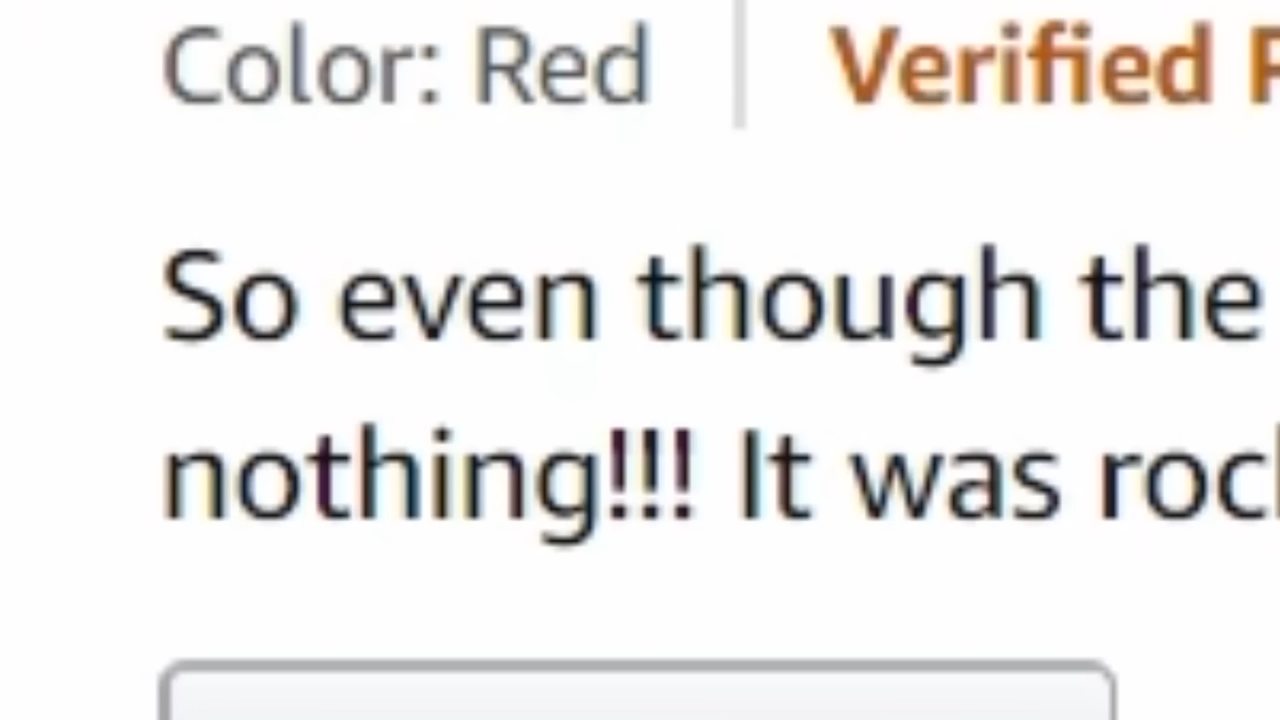 Color: Red | Verified
So even though the
nothing!!! It was